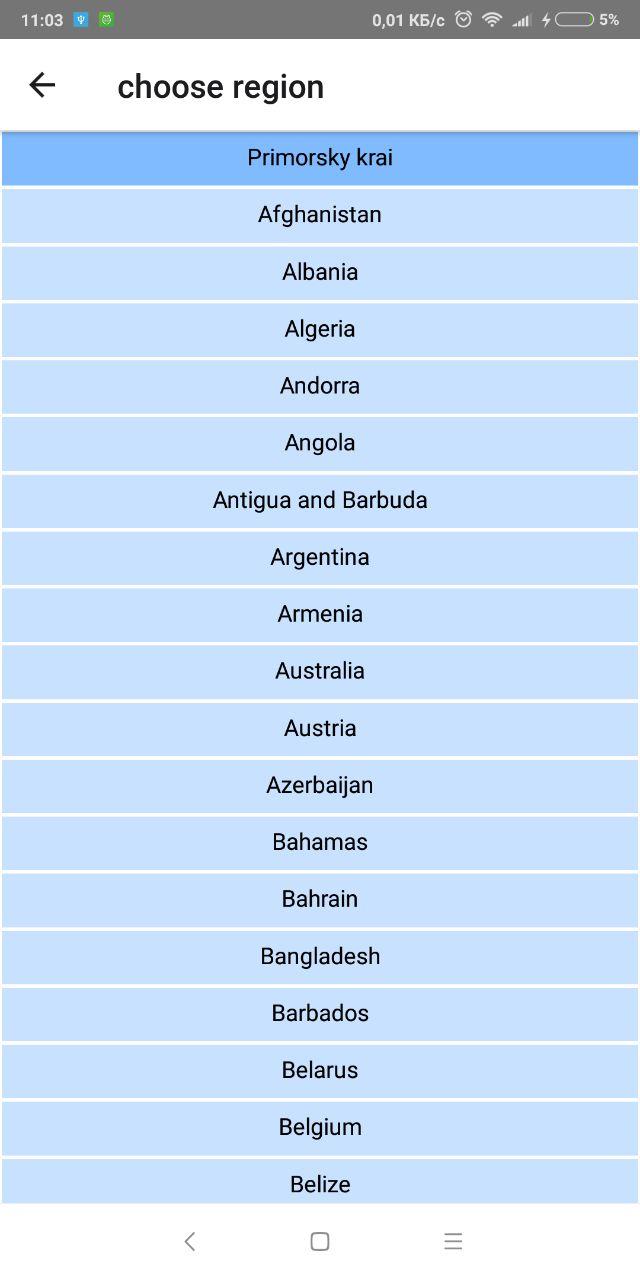 11:03 0,01 КБ/с 5%
choose region
Primorsky krai
Afghanistan
Albania
Algeria
Andorra
Angola
Antigua and Barbuda
Argentina
Armenia
Australia
Austria
Azerbaijan
Bahamas
Bahrain
Bangladesh
Barbados
Belarus
Belgium
Belize